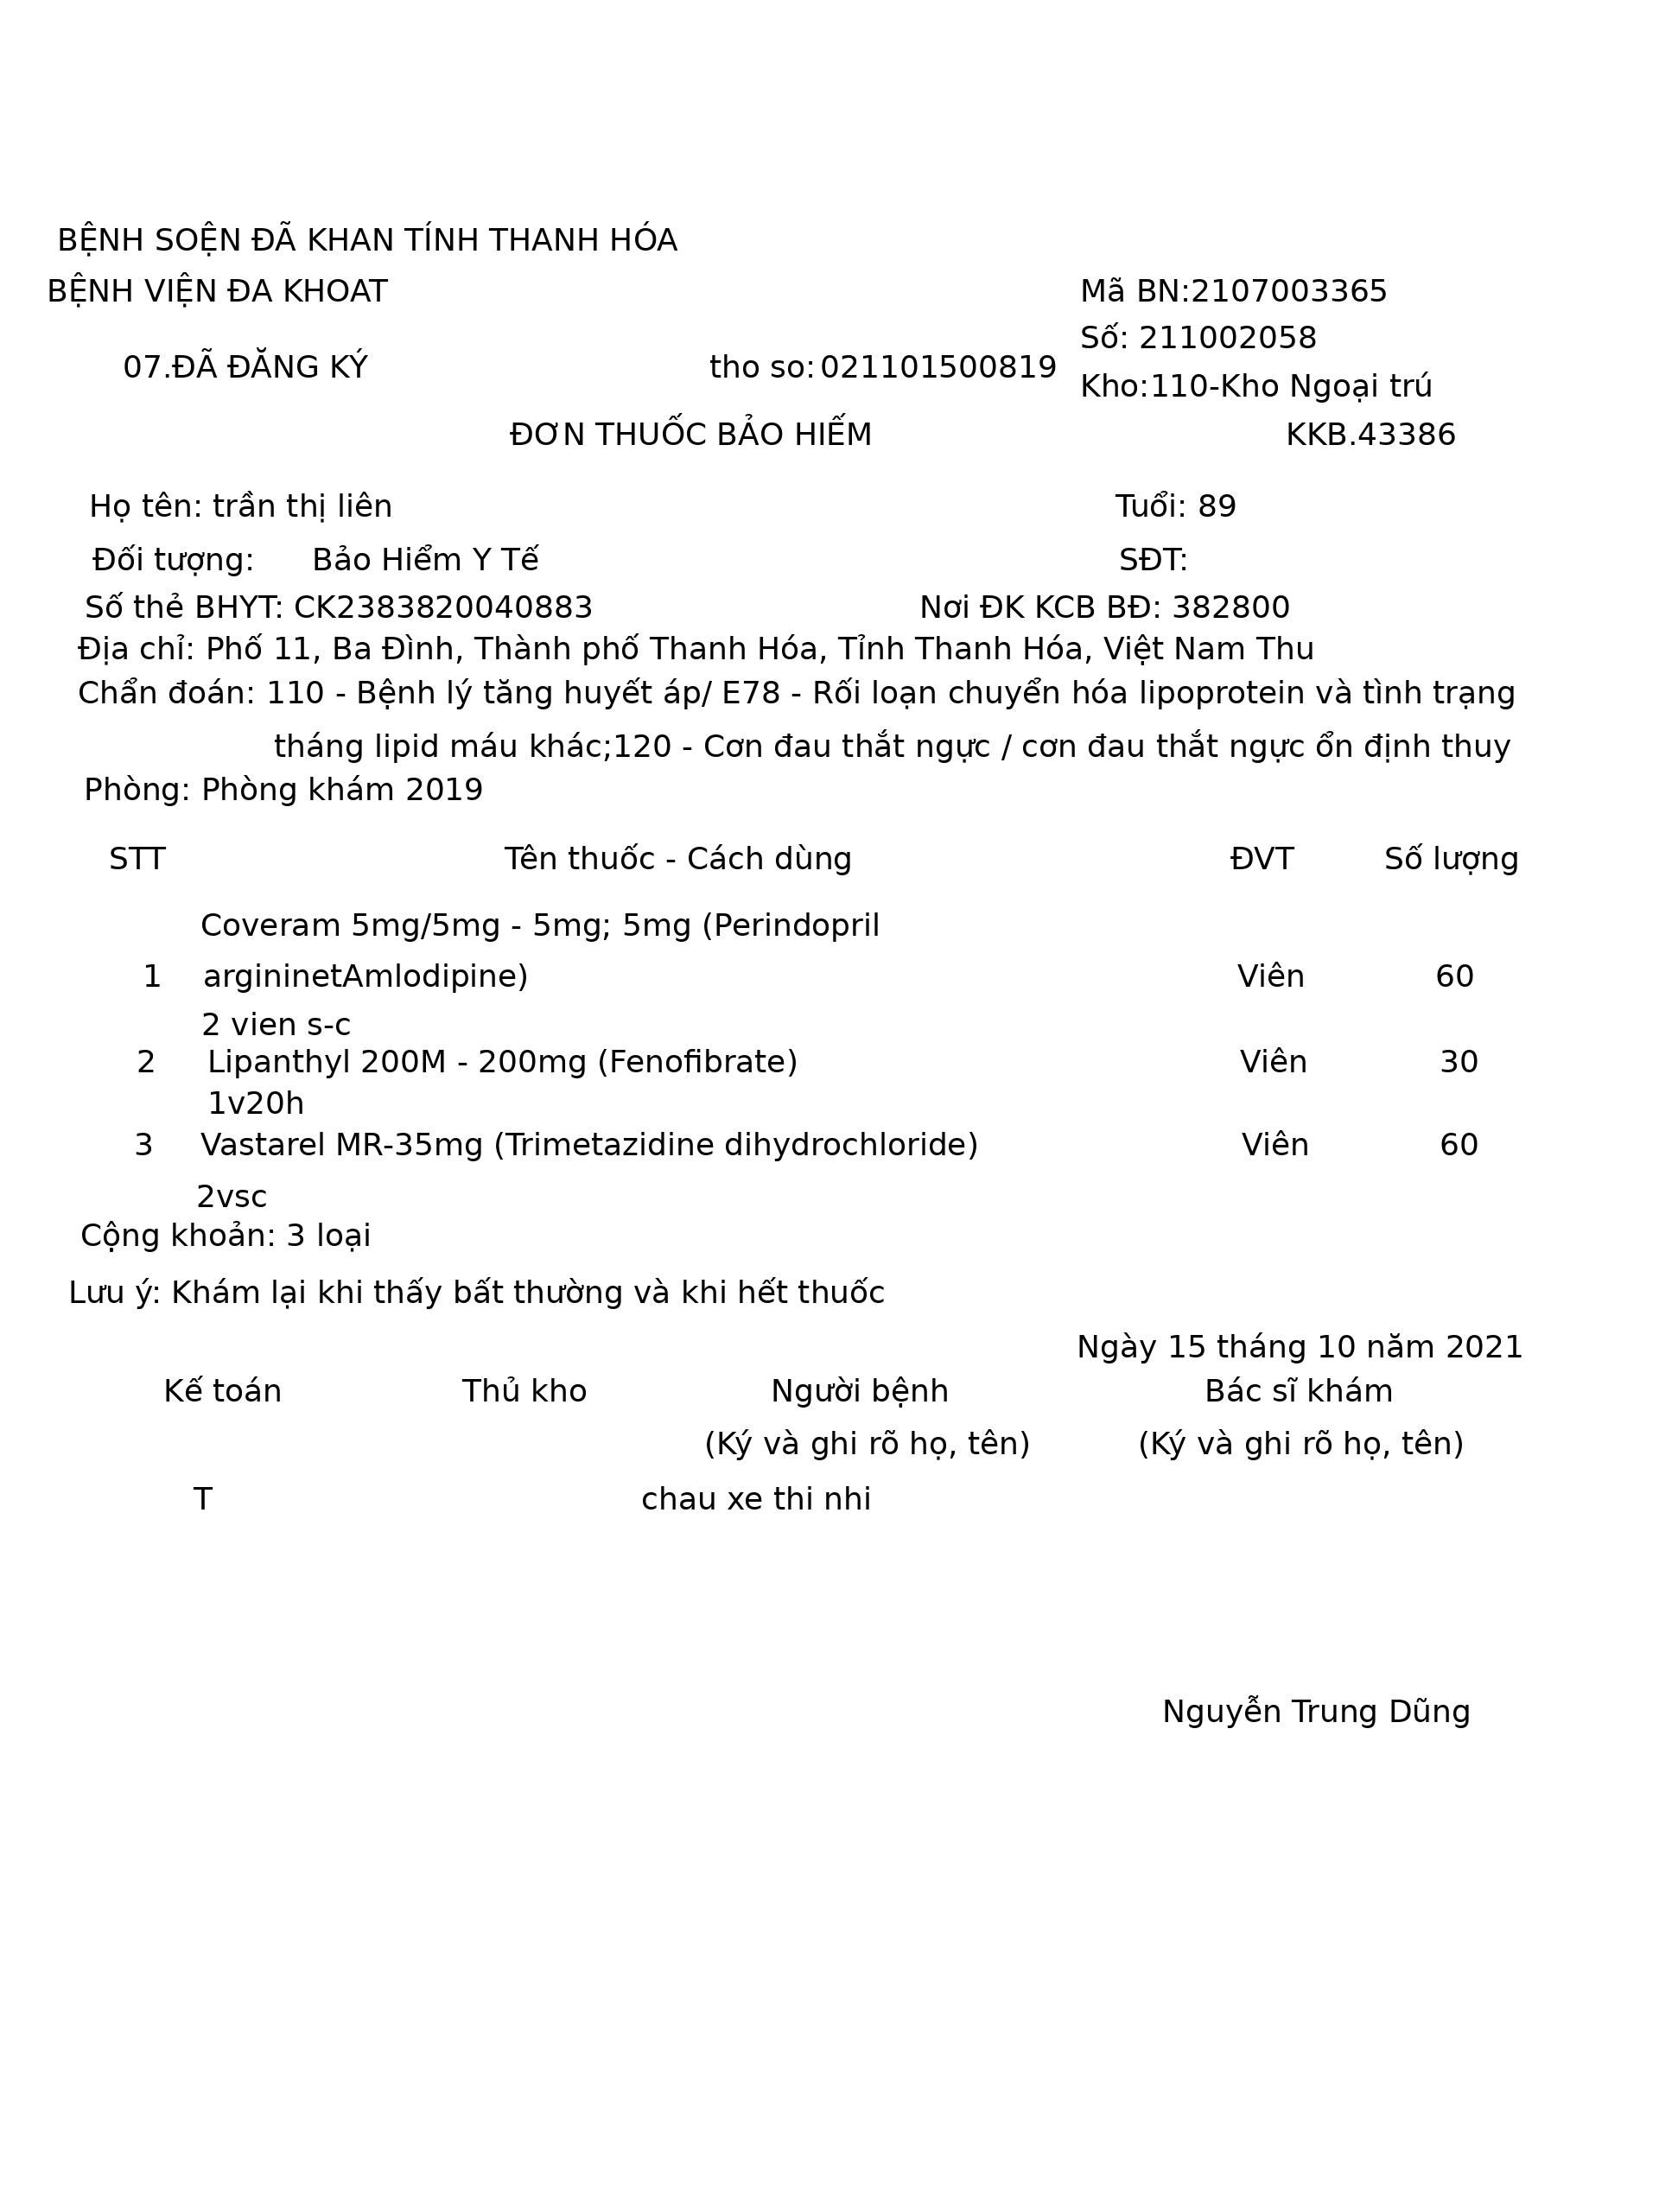 BỆNH SOỆN ĐÃ KHAN TÍNH THANH HÓA
BỆNH VIỆN ĐA KHOAT
Mã BN:2107003365
Số: 211002058
07.ĐÃ ĐĂNG KÝ tho so: 021101500819
Kho:110-Kho Ngoại trú
ĐƠN THUỐC BẢO HIẾM KKB.43386
Họ tên: trần thị liên Tuổi: 89
Đối tượng: Bảo Hiểm Y Tế SĐT:
Số thẻ BHYT: CK2383820040883 Nơi ĐK KCB BĐ: 382800
Địa chỉ: Phố 11, Ba Đình, Thành phố Thanh Hóa, Tỉnh Thanh Hóa, Việt Nam Thu
Chẩn đoán: 110 - Bệnh lý tăng huyết áp/ E78 - Rối loạn chuyển hóa lipoprotein và tình trạng
tháng lipid máu khác;120 - Cơn đau thắt ngực / cơn đau thắt ngực ổn định thuy
Phòng: Phòng khám 2019
STT Tên thuốc - Cách dùng ĐVT Số lượng
Coveram 5mg/5mg - 5mg; 5mg (Perindopril
1 argininetAmlodipine) Viên 60
2 vien s-c
2 Lipanthyl 200M - 200mg (Fenofibrate) Viên 30
1v20h
3 Vastarel MR-35mg (Trimetazidine dihydrochloride) Viên 60
2vsc
Cộng khoản: 3 loại
Lưu ý: Khám lại khi thấy bất thường và khi hết thuốc
Ngày 15 tháng 10 năm 2021
Kế toán Thủ kho Người bệnh Bác sĩ khám
(Ký và ghi rõ họ, tên) (Ký và ghi rõ họ, tên)
T chau xe thi nhi
Nguyễn Trung Dũng